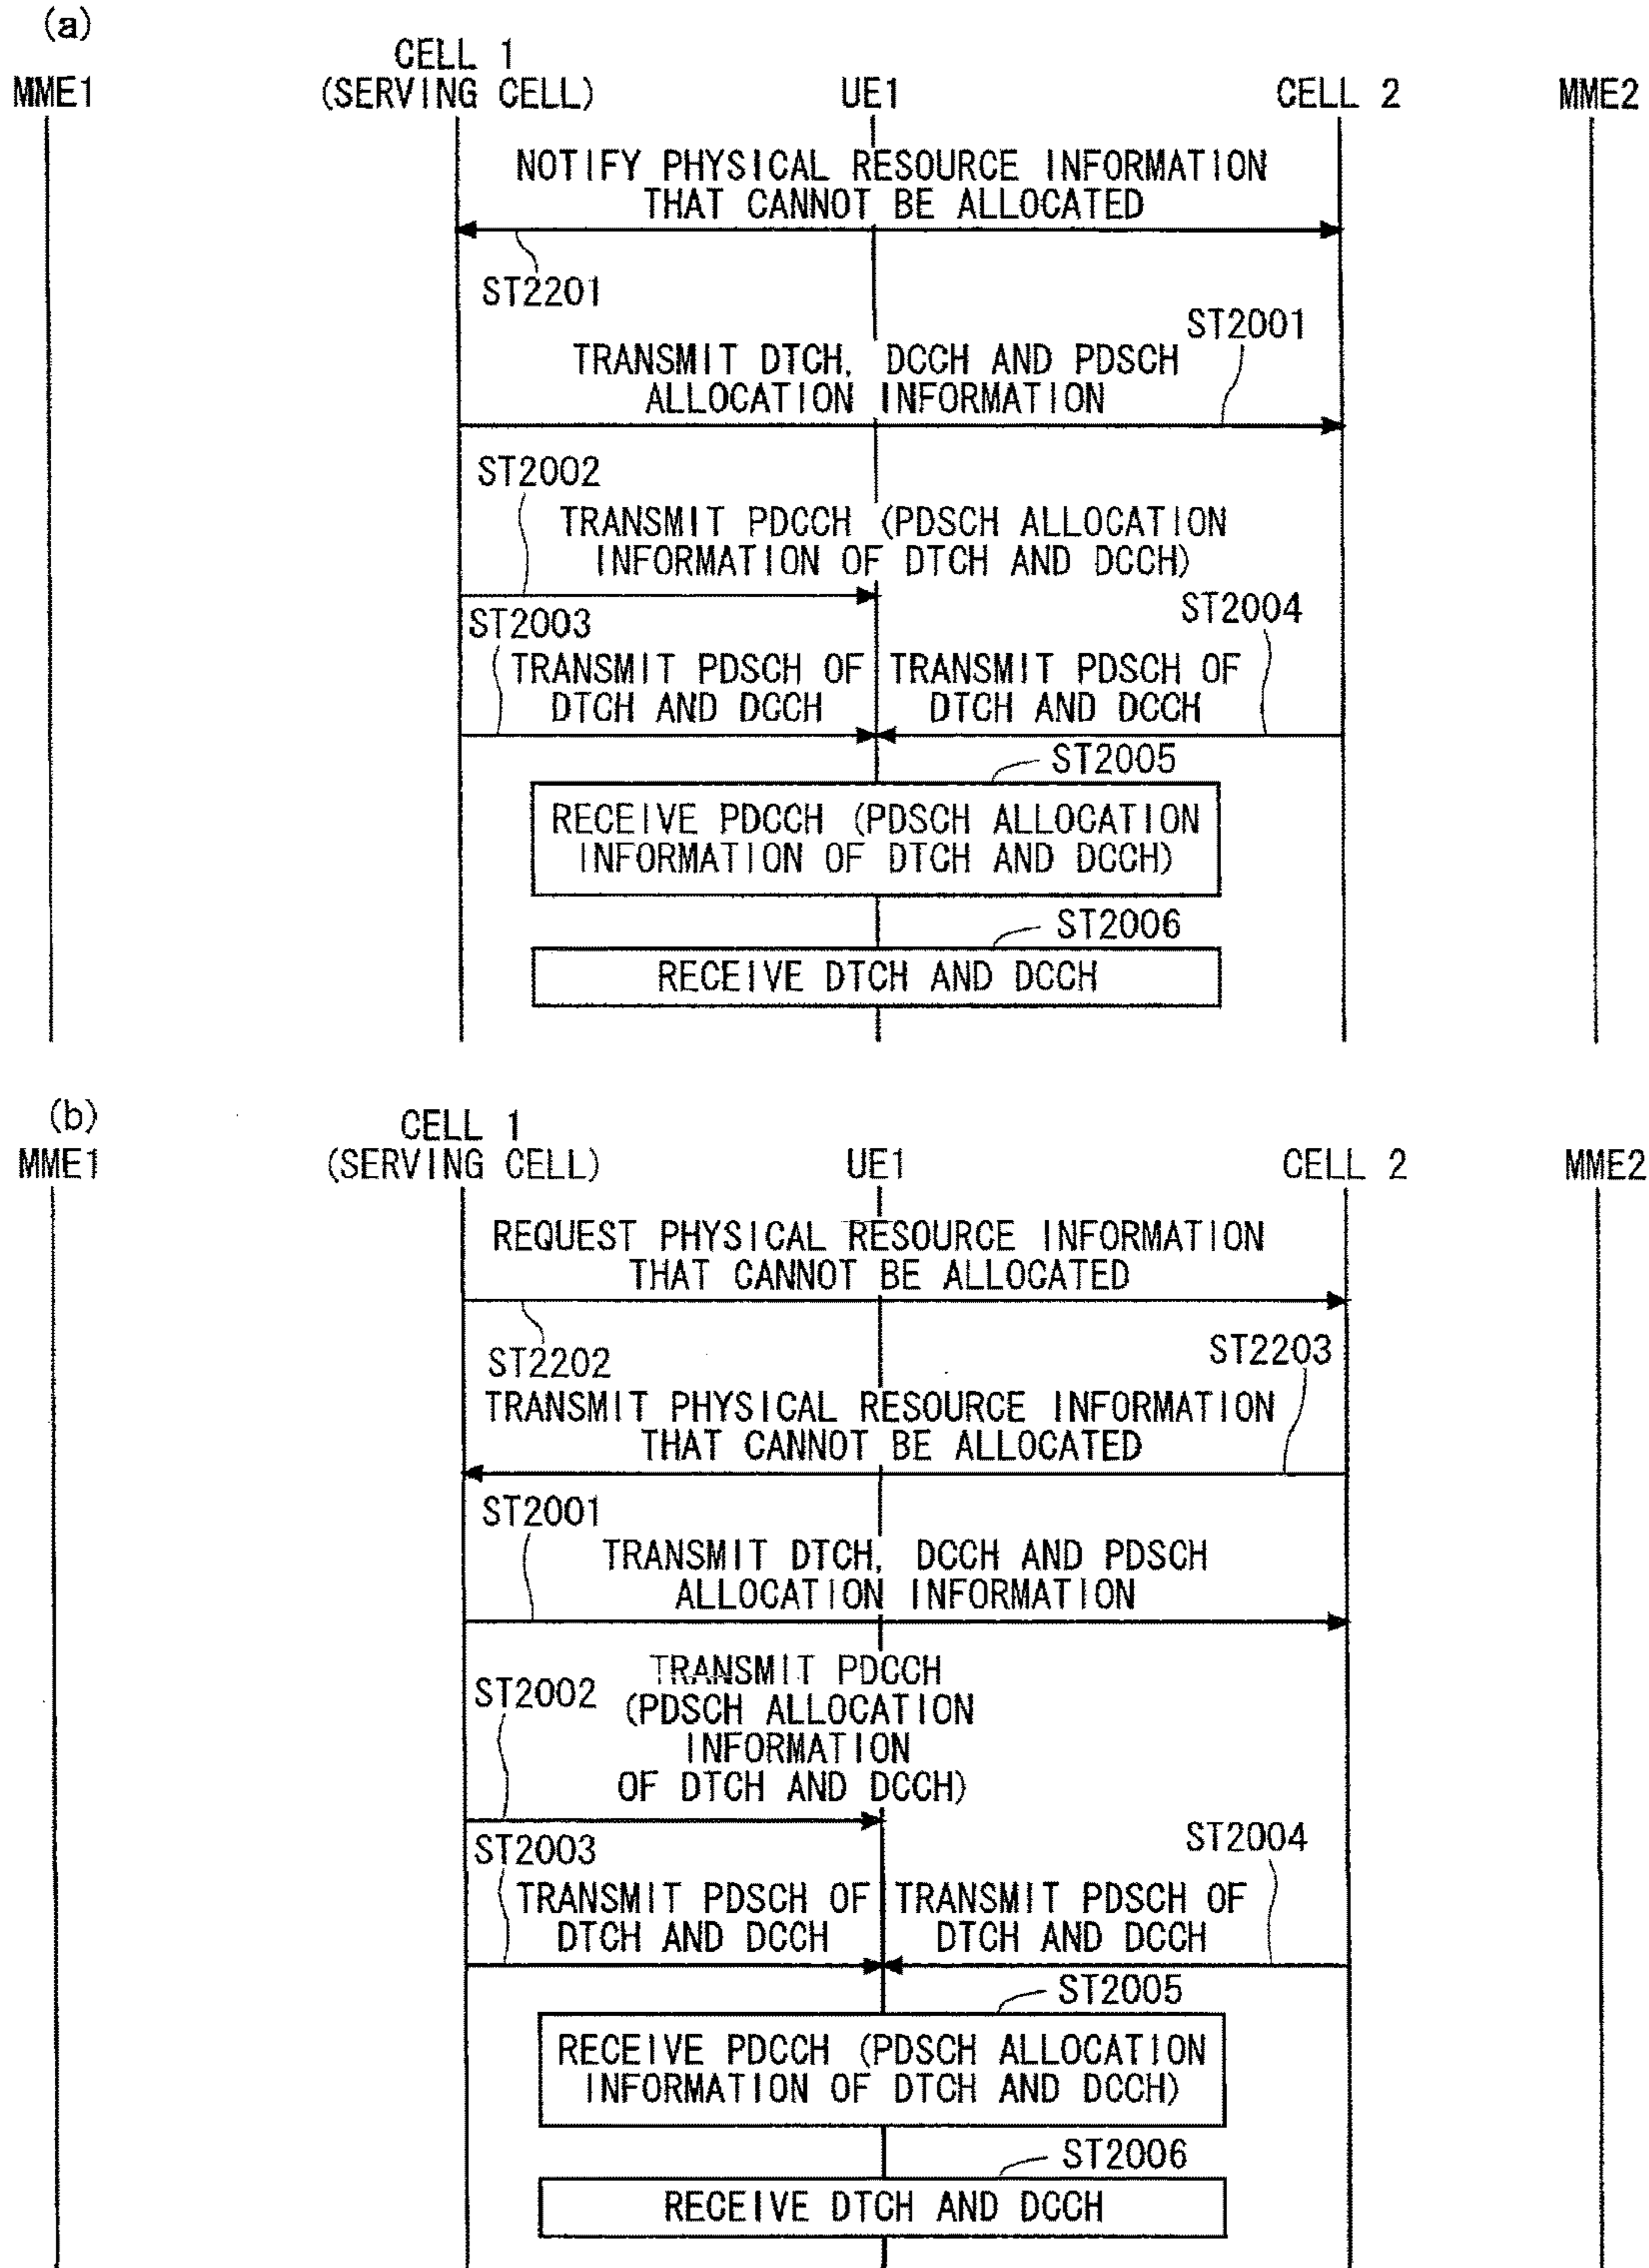 (a)
CELL 1
MME1 (SERVING CELL) UE1 CELL 2 MME2
NOTIFY PHYSICAL RESOURCE INFORMATION
THAT CANNOT BE ALLOCATED
ST2201
ST2001
TRANSMIT DTCH, DCCH AND PDSCH
ALLOCATION INFORMATION
ST2002
TRANSMIT PDCCH (PDSCH ALLOCATION
INFORMATION OF DTCH AND DCCH)
ST2004
ST2003
TRANSMIT PDSCH OF TRANSMIT PDSCH OF
DTCH AND DCCH DTCH AND DCCH
ST2005
RECEIVE PDCCH (PDSCH ALLOCATION
INFORMATION OF DTCH AND DCCH)
ST2006
RECEIVE DTCH AND DCCH
(b)
CELL 1
MME1 (SERVING CELL) UE1 CELL 2 MME2
REQUEST PHYSICAL RESOURCE INFORMATION
THAT CANNOT BE ALLOCATED
ST2203
ST2202
TRANSMIT PHYSICAL RESOURCE INFORMATION
THAT CANNOT BE ALLOCATED
ST2001
TRANSMIT DTCH, DCCH AND PDSCH
ALLOCATION INFORMATION
TRANSMIT PDCCH
ST2002
(PDSCH ALLOCATION
INFORMATION
OF DTCH AND DCCH)
ST2004
ST2003
TRANSMIT PDSCH OF TRANSMIT PDSCH OF
DTCH AND DCCH DTCH AND DCCH
ST2005
RECEIVE PDCCH (PDSCH ALLOCATION
INFORMATION OF DTCH AND DCCH)
ST2006
RECEIVE DTCH AND DCCH